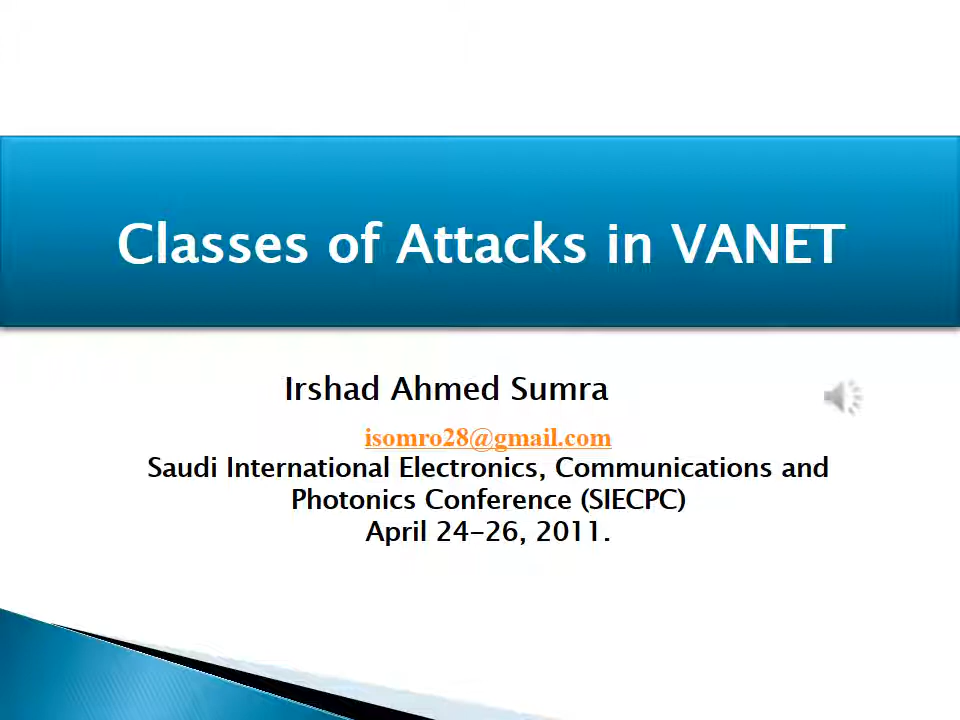 Classes of Attacks in VANET
Irshad Ahmed Sumra
isomro28@gmail.com
Saudi International Electronics, Communications and
Photonics Conference (SIECPC)
April 24-26, 2011.